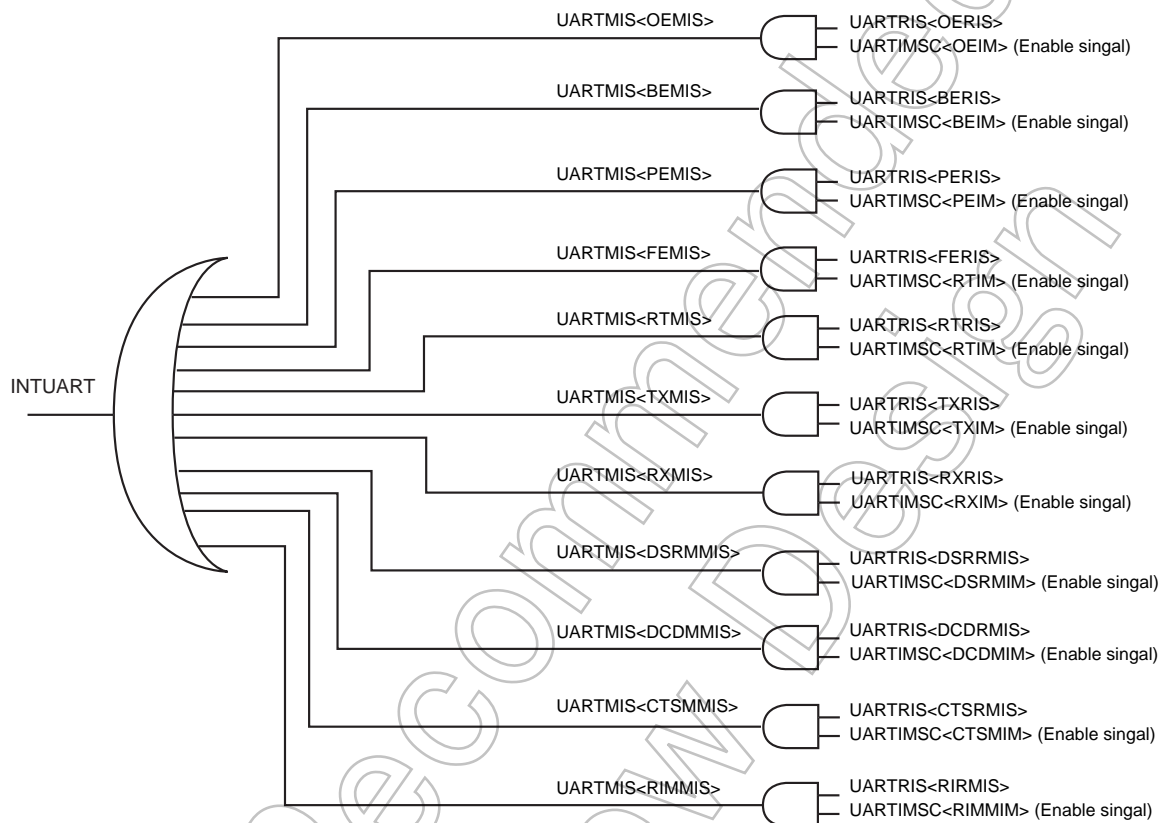 UARTMIS<OEMIS>
UARTRIS<OERIS>
UARTIMSC<OEIM> (Enable singal)
UARTMIS<BEMIS>
UARTRIS<BERIS>
UARTIMSC<BEIM> (Enable singal)
UARTMIS<PEMIS>
UARTRIS<PERIS>
UARTIMSC<PEIM> (Enable singal)
UARTMIS<FEMIS>
UARTRIS<FERIS>
UARTIMSC<RTIM> (Enable singal)
UARTMIS<RTMIS>
UARTRIS<RTRIS>
UARTIMSC<RTIM> (Enable singal)
INTUART
UARTMIS<TXMIS>
UARTRIS<TXRIS>
UARTIMSC<TXIM> (Enable singal)
UARTMIS<RXMIS>
UARTRIS<RXRIS>
UARTIMSC<RXIM> (Enable singal)
UARTMIS<DSRMMIS>
UARTRIS<DSRRMIS>
UARTIMSC<DSRMIM> (Enable singal)
UARTMIS<DCDMMIS>
UARTRIS<DCDRMIS>
UARTIMSC<DCDMIM> (Enable singal)
UARTMIS<CTSMMIS>
UARTRIS<CTSRMIS>
UARTIMSC<CTSMIM> (Enable singal)
UARTMIS<RIMMIS>
UARTRIS<RIRMIS>
UARTIMSC<RIMMIM> (Enable singal)
ecommended
w Design